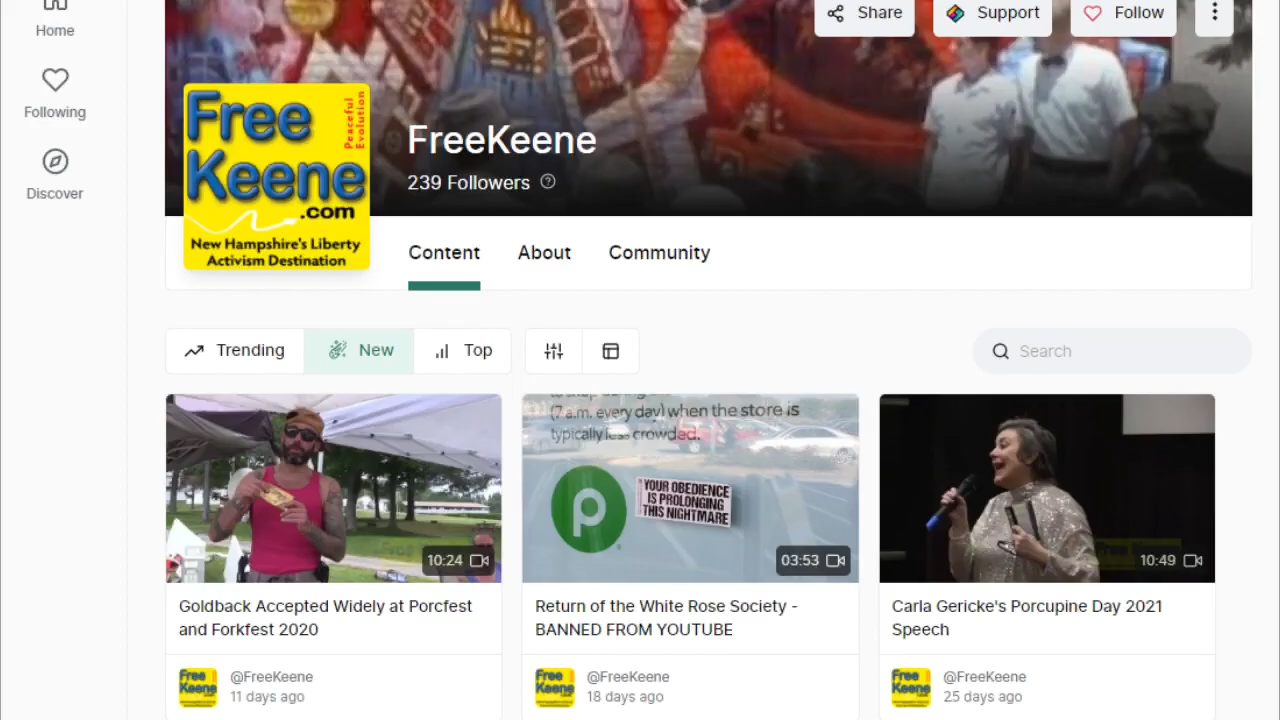 Home
Following
Discover
Share
Support
Follow
Free
Keene
.com
Peaceful
Evolution
New Hampshire's Liberty
Activism Destination
FreeKeene
239 Followers
Content
About
Community
Trending
New
Top
Search
10:24
Goldback Accepted Widely at Porcfest
and Forkfest 2020
@FreeKeene
11 days ago
(7 a.m. every day) when the store is
typically less crowded.
YOUR OBEDIENCE
IS PROLONGING
THIS NIGHTMARE
03:53
Return of the White Rose Society -
BANNED FROM YOUTUBE
@FreeKeene
18 days ago
10:49
Carla Gericke's Porcupine Day 2021
Speech
@FreeKeene
25 days ago